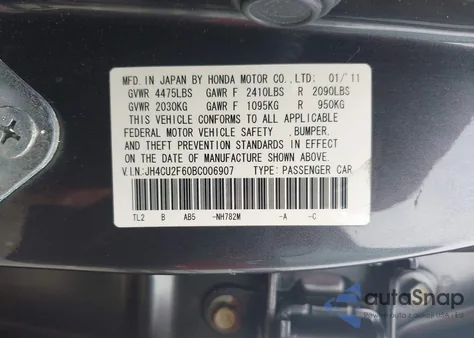 MFD. IN JAPAN BY HONDA MOTOR CO., LTD: 01/11
GVWR 4475LBS GAWR F 2410LBS R 2090LBS
GVWR 2030KG GAWR F 1095KG R 950KG
THIS VEHICLE CONFORMS TO ALL APPLICABLE
FEDERAL MOTOR VEHICLE SAFETY ,BUMPER,
AND THEFT PREVENTION STANDARDS IN EFFECT
ON THE DATE OF MANUFACTURE SHOWN ABOVE.
V.I.N:JH4CU2F60BC006907 TYPE: PASSENGER CAR
TL2 B AB5 -NH782M -A -C
autoSnap